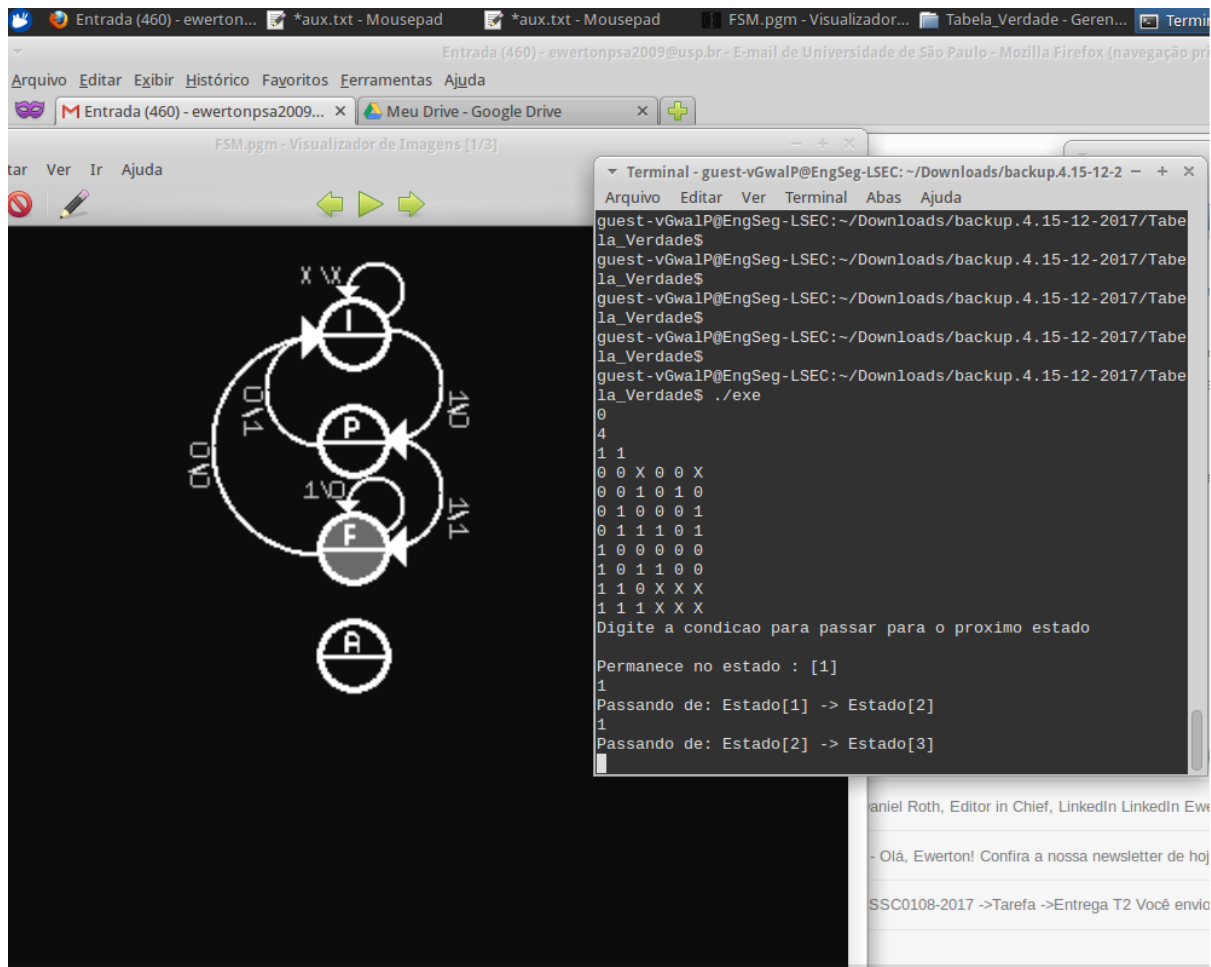 Entrada (460) - ewerton... *aux.txt - Mousepad *aux.txt - Mousepad FSM.pgm - Visualizador... Tabela_Verdade - Geren... Termi
Entrada (460) - ewertonpsa2009@usp.br - E-mail de Universidade de São Paulo - Mozilla Firefox (navegação pri
Arquivo Editar Exibir Histórico Favoritos Ferramentas Ajuda
Entrada (460) - ewertonpsa2009... × Meu Drive - Google Drive ×
FSM.pgm - Visualizador de Imagens [1/3]
tar Ver Ir Ajuda
X \X
I
1\0
0\1
P
0\0
1\0
1\1
F
A
Terminal - guest-vGwalP@EngSeg-LSEC: ~/Downloads/backup.4.15-12-2
Arquivo Editar Ver Terminal Abas Ajuda
guest-vGwalP@EngSeg-LSEC:~/Downloads/backup.4.15-12-2017/Tabe
la_Verdade$
guest-vGwalP@EngSeg-LSEC:~/Downloads/backup.4.15-12-2017/Tabe
la_Verdade$
guest-vGwalP@EngSeg-LSEC:~/Downloads/backup.4.15-12-2017/Tabe
la_Verdade$
guest-vGwalP@EngSeg-LSEC:~/Downloads/backup.4.15-12-2017/Tabe
la_Verdade$
guest-vGwalP@EngSeg-LSEC:~/Downloads/backup.4.15-12-2017/Tabe
la_Verdade$ ./exe
0
4
1 1
0 0 X 0 0 X
0 0 1 0 1 0
0 1 0 0 0 1
0 1 1 1 0 1
1 0 0 0 0 0
1 0 1 1 0 0
1 1 0 X X X
1 1 1 X X X
Digite a condicao para passar para o proximo estado
Permanece no estado : [1]
1
Passando de: Estado[1] -> Estado[2]
1
Passando de: Estado[2] -> Estado[3]
aniel Roth, Editor in Chief, LinkedIn LinkedIn Ewe
- Olá, Ewerton! Confira a nossa newsletter de hoj
SSC0108-2017 ->Tarefa ->Entrega T2 Você envio